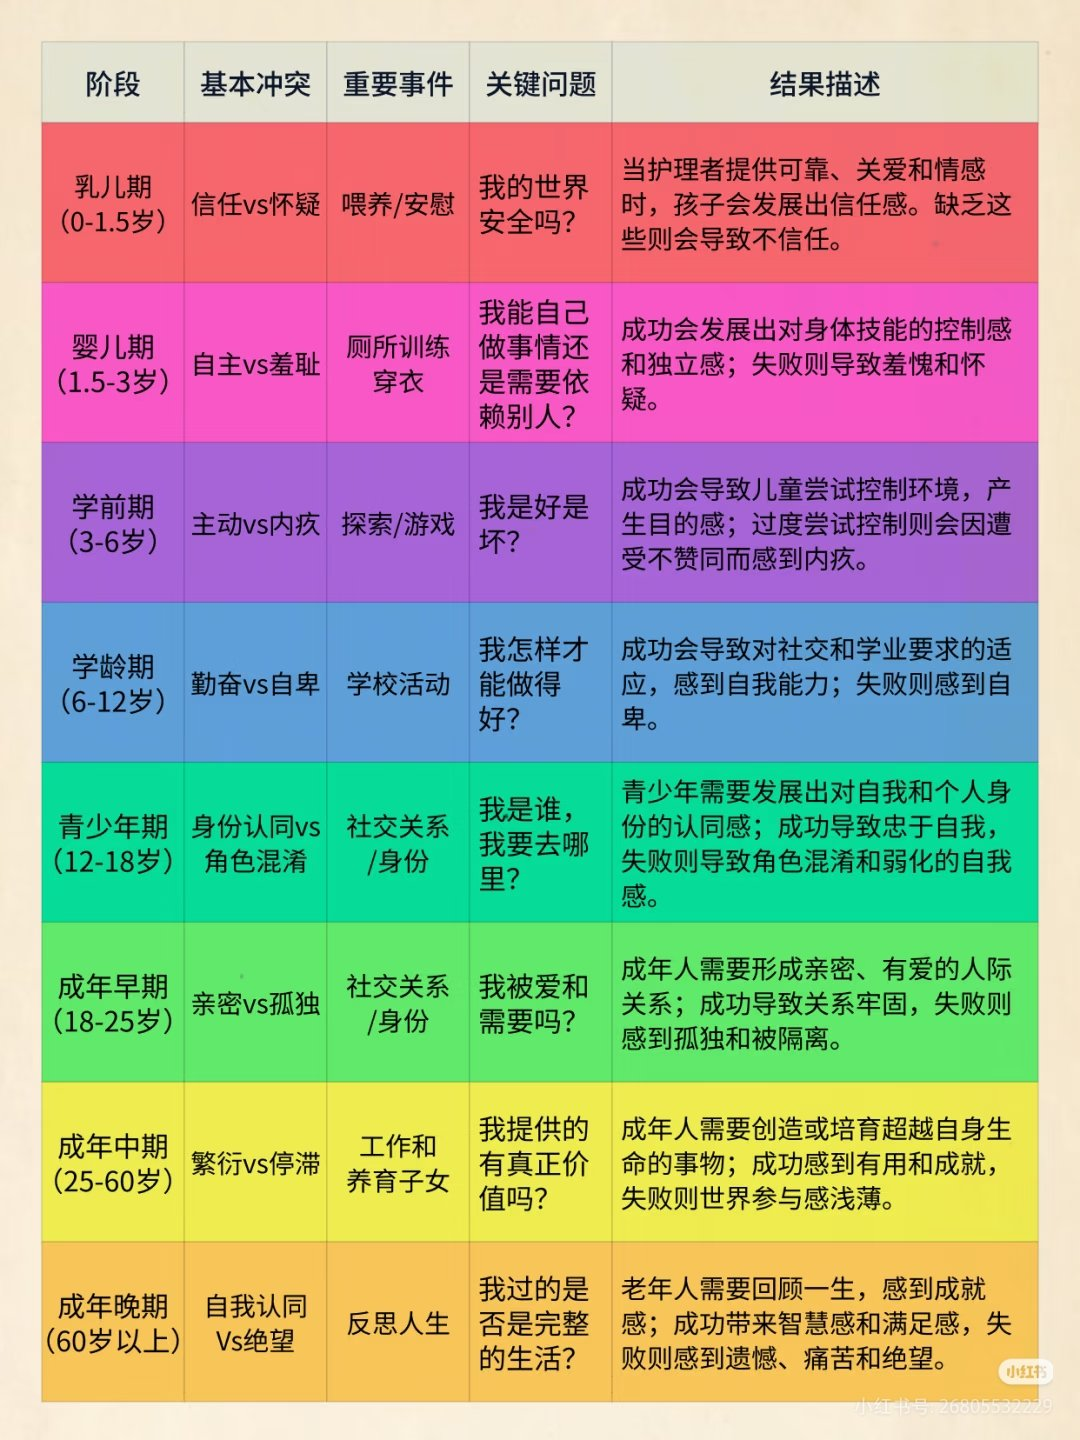 阶段 基本冲突 重要事件 关键问题 结果描述
乳儿期
（0-1.5岁）
信任vs怀疑
喂养/安慰
我的世界
安全吗？
当护理者提供可靠、关爱和情感
时，孩子会发展出信任感。缺乏这
些则会导致不信任。
婴儿期
（1.5-3岁）
自主vs羞耻
厕所训练
穿衣
我能自己
做事情还
是需要依
赖别人？
成功会发展出对身体技能的控制感
和独立感；失败则导致羞愧和怀
疑。
学前期
（3-6岁）
主动vs内疚
探索/游戏
我是好是
坏？
成功会导致儿童尝试控制环境，产
生目的感；过度尝试控制则会因遭
受不赞同而感到内疚。
学龄期
（6-12岁）
勤奋vs自卑
学校活动
我怎样才
能做得
好？
成功会导致对社交和学业要求的适
应，感到自我能力；失败则感到自
卑。
青少年期
（12-18岁）
身份认同vs
角色混淆
社交关系
/身份
我是谁，
我要去哪
里？
青少年需要发展出对自我和个人身
份的认同感；成功导致忠于自我，
失败则导致角色混淆和弱化的自我
感。
成年早期
（18-25岁）
亲密vs孤独
社交关系
/身份
我被爱和
需要吗？
成年人需要形成亲密、有爱的人际
关系；成功导致关系牢固，失败则
感到孤独和被隔离。
成年中期
（25-60岁）
繁衍vs停滞
工作和
养育子女
我提供的
有真正价
值吗？
成年人需要创造或培育超越自身生
命的事物；成功感到有用和成就，
失败则世界参与感浅薄。
成年晚期
（60岁以上）
自我认同
Vs绝望
反思人生
我过的是
否是完整
的生活？
老年人需要回顾一生，感到成就
感；成功带来智慧感和满足感，失
败则感到遗憾、痛苦和绝望。
小红书
小红书号: 26805532229